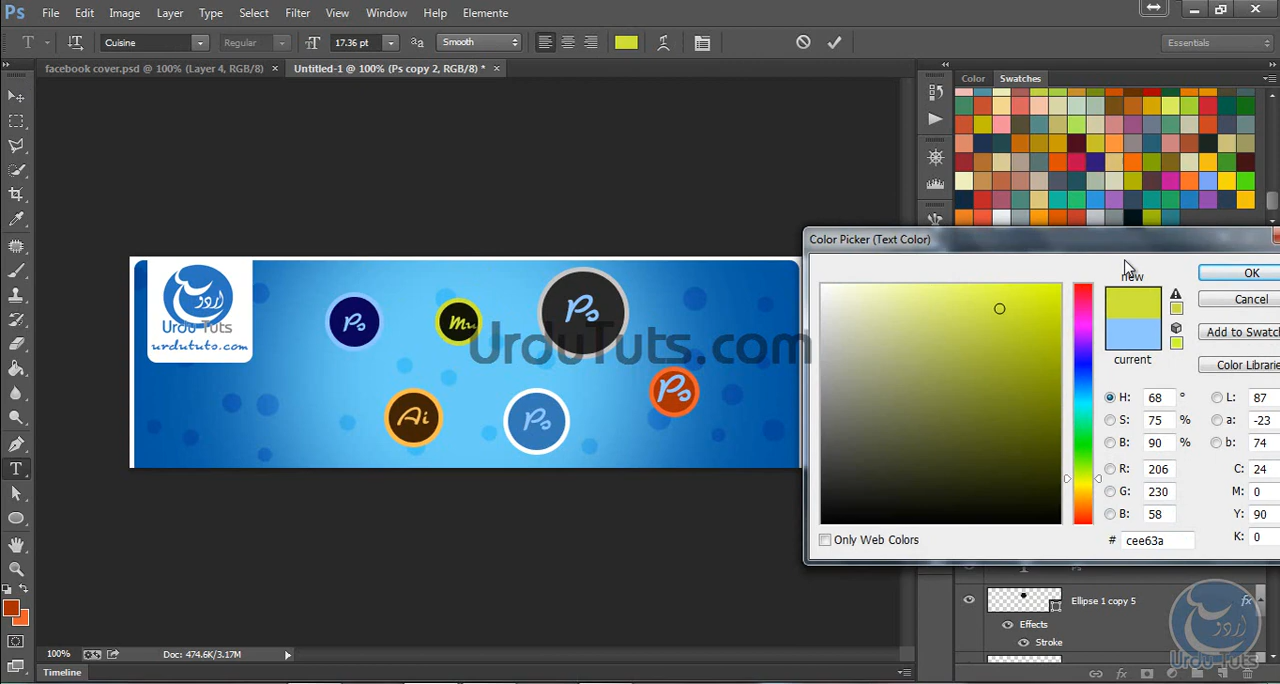 Ps File Edit Image Layer Type Select Filter View Window Help Elemente
T Cuisine Regular 17.36 pt aa Smooth Essentials
facebook cover.psd @ 100% (Layer 4, RGB/8) × Untitled-1 @ 100% (Ps copy 2, RGB/8) * ×
Color Swatches
Color Picker (Text Color)
new
OK
Cancel
Add to Swatch
current
Color Libraries
H: 68 ° L: 87
S: 75 % a: -23
B: 90 % b: 74
R: 206 C: 24
G: 230 M: 0
B: 58 Y: 90
# cee63a K: 0
Only Web Colors
اردو
Urdu Tuts
urdututs.com
Ps
Mu
Ps
UrduTuts.com
Ps
Ai
Ps
Ellipse 1 copy 5 fx
Effects
Stroke
اردو
Urdu-Tuts
100% Doc: 474.6K/3.17M
Timeline